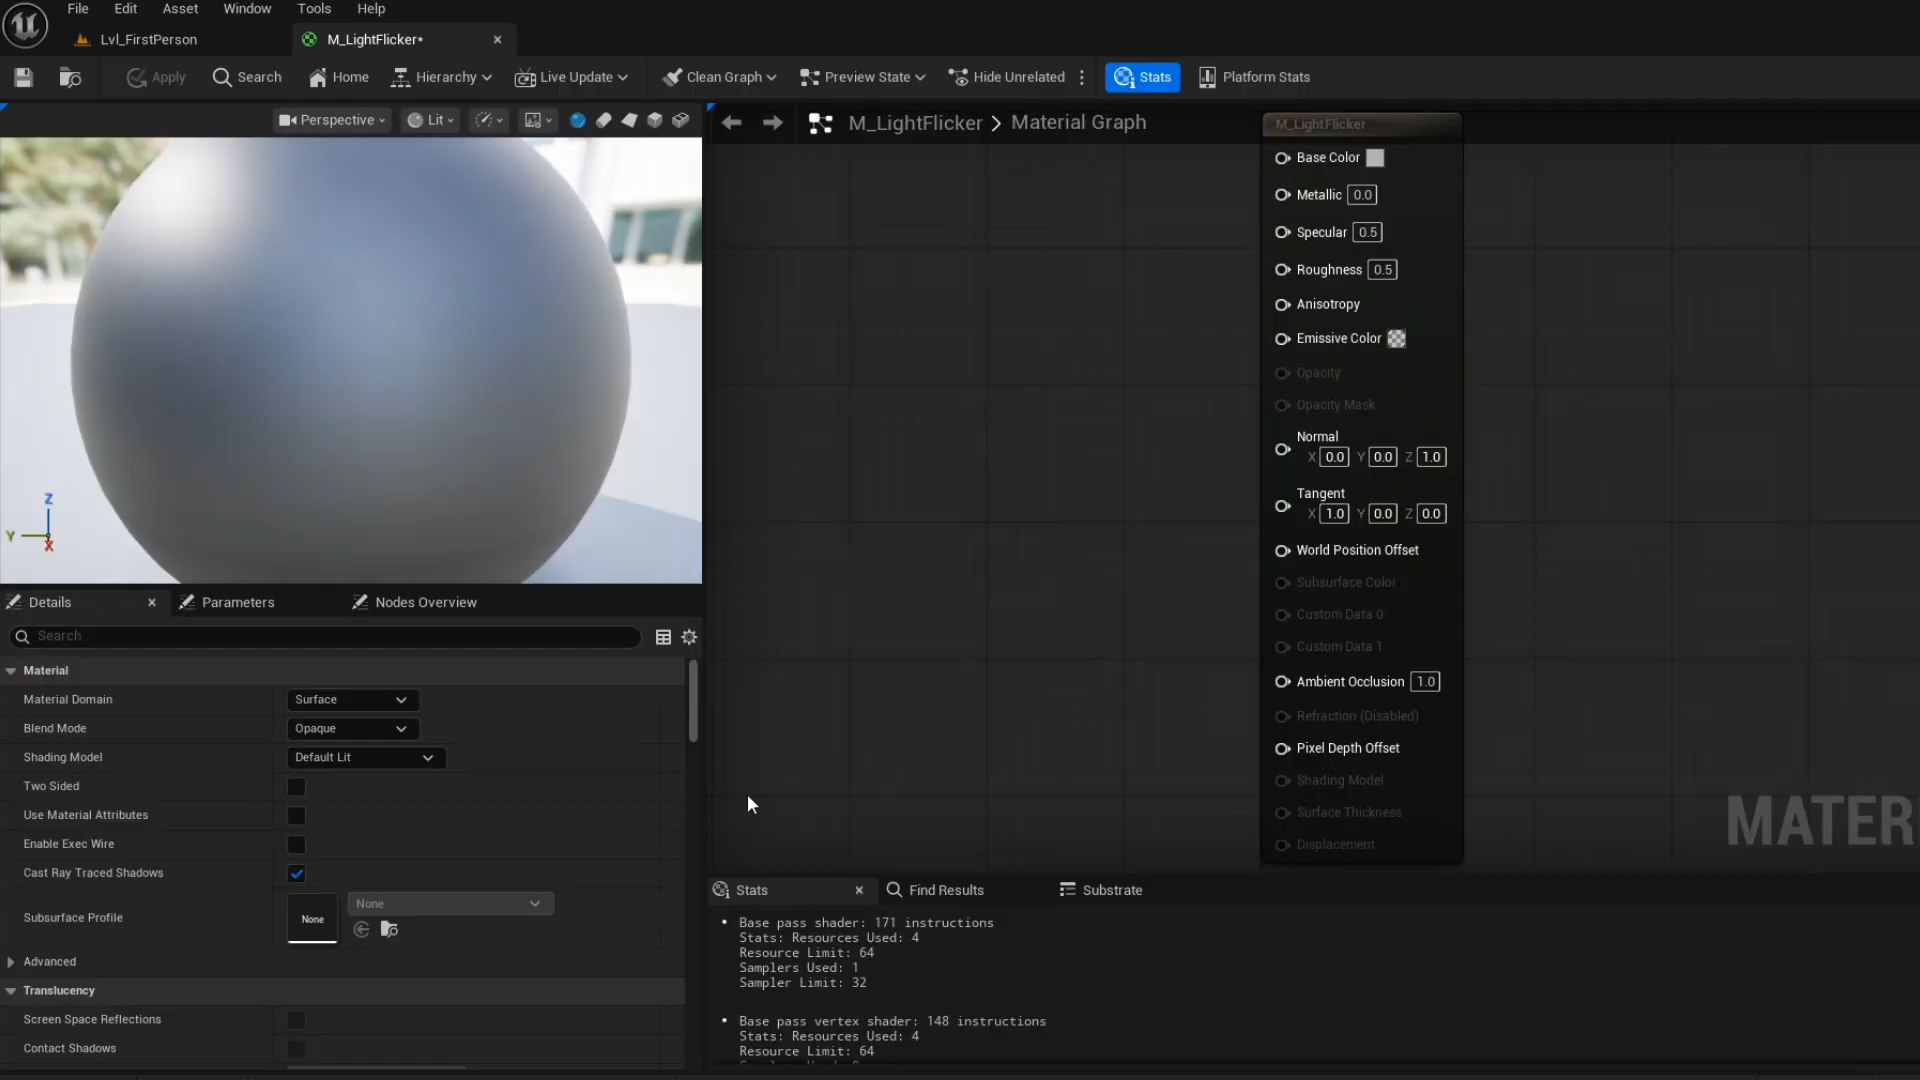 File Edit Asset Window Tools Help
Lvl_FirstPerson
M_LightFlicker*
Apply Search Home Hierarchy Live Update Clean Graph Preview State Hide Unrelated Stats Platform Stats
Perspective Lit
M_LightFlicker > Material Graph
M_LightFlicker
Base Color
Metallic 0.0
Specular 0.5
Roughness 0.5
Anisotropy
Emissive Color
Opacity
Opacity Mask
Normal
X 0.0 Y 0.0 Z 1.0
Tangent
X 1.0 Y 0.0 Z 0.0
World Position Offset
Subsurface Color
Custom Data 0
Custom Data 1
Ambient Occlusion 1.0
Refraction (Disabled)
Pixel Depth Offset
Shading Model
Surface Thickness
Displacement
MATER
Z
Y
X
Details Parameters Nodes Overview
Search
Material
Material Domain Surface
Blend Mode Opaque
Shading Model Default Lit
Two Sided
Use Material Attributes
Enable Exec Wire
Cast Ray Traced Shadows
Subsurface Profile None None
Advanced
Translucency
Screen Space Reflections
Contact Shadows
Stats Find Results Substrate
• Base pass shader: 171 instructions
Stats: Resources Used: 4
Resource Limit: 64
Samplers Used: 1
Sampler Limit: 32
• Base pass vertex shader: 148 instructions
Stats: Resources Used: 4
Resource Limit: 64